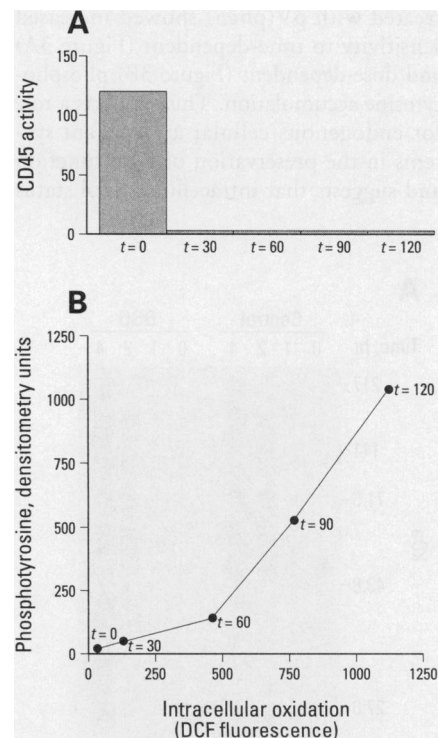 A
CD45 activity
150
100
50
0
t = 0 t = 30 t = 60 t = 90 t = 120
B
Phosphotyrosine, densitometry units
1250
1000
750
500
250
0
t = 120
t = 90
t = 60
t = 0
t = 30
0 250 500 750 1000 1250
Intracellular oxidation
(DCF fluorescence)